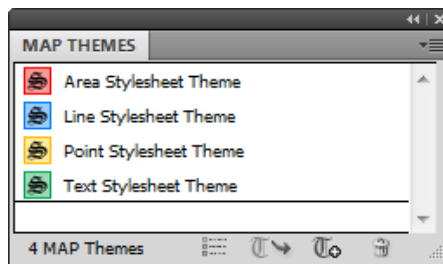 MAP THEMES
Area Stylesheet Theme
Line Stylesheet Theme
Point Stylesheet Theme
Text Stylesheet Theme
4 MAP Themes